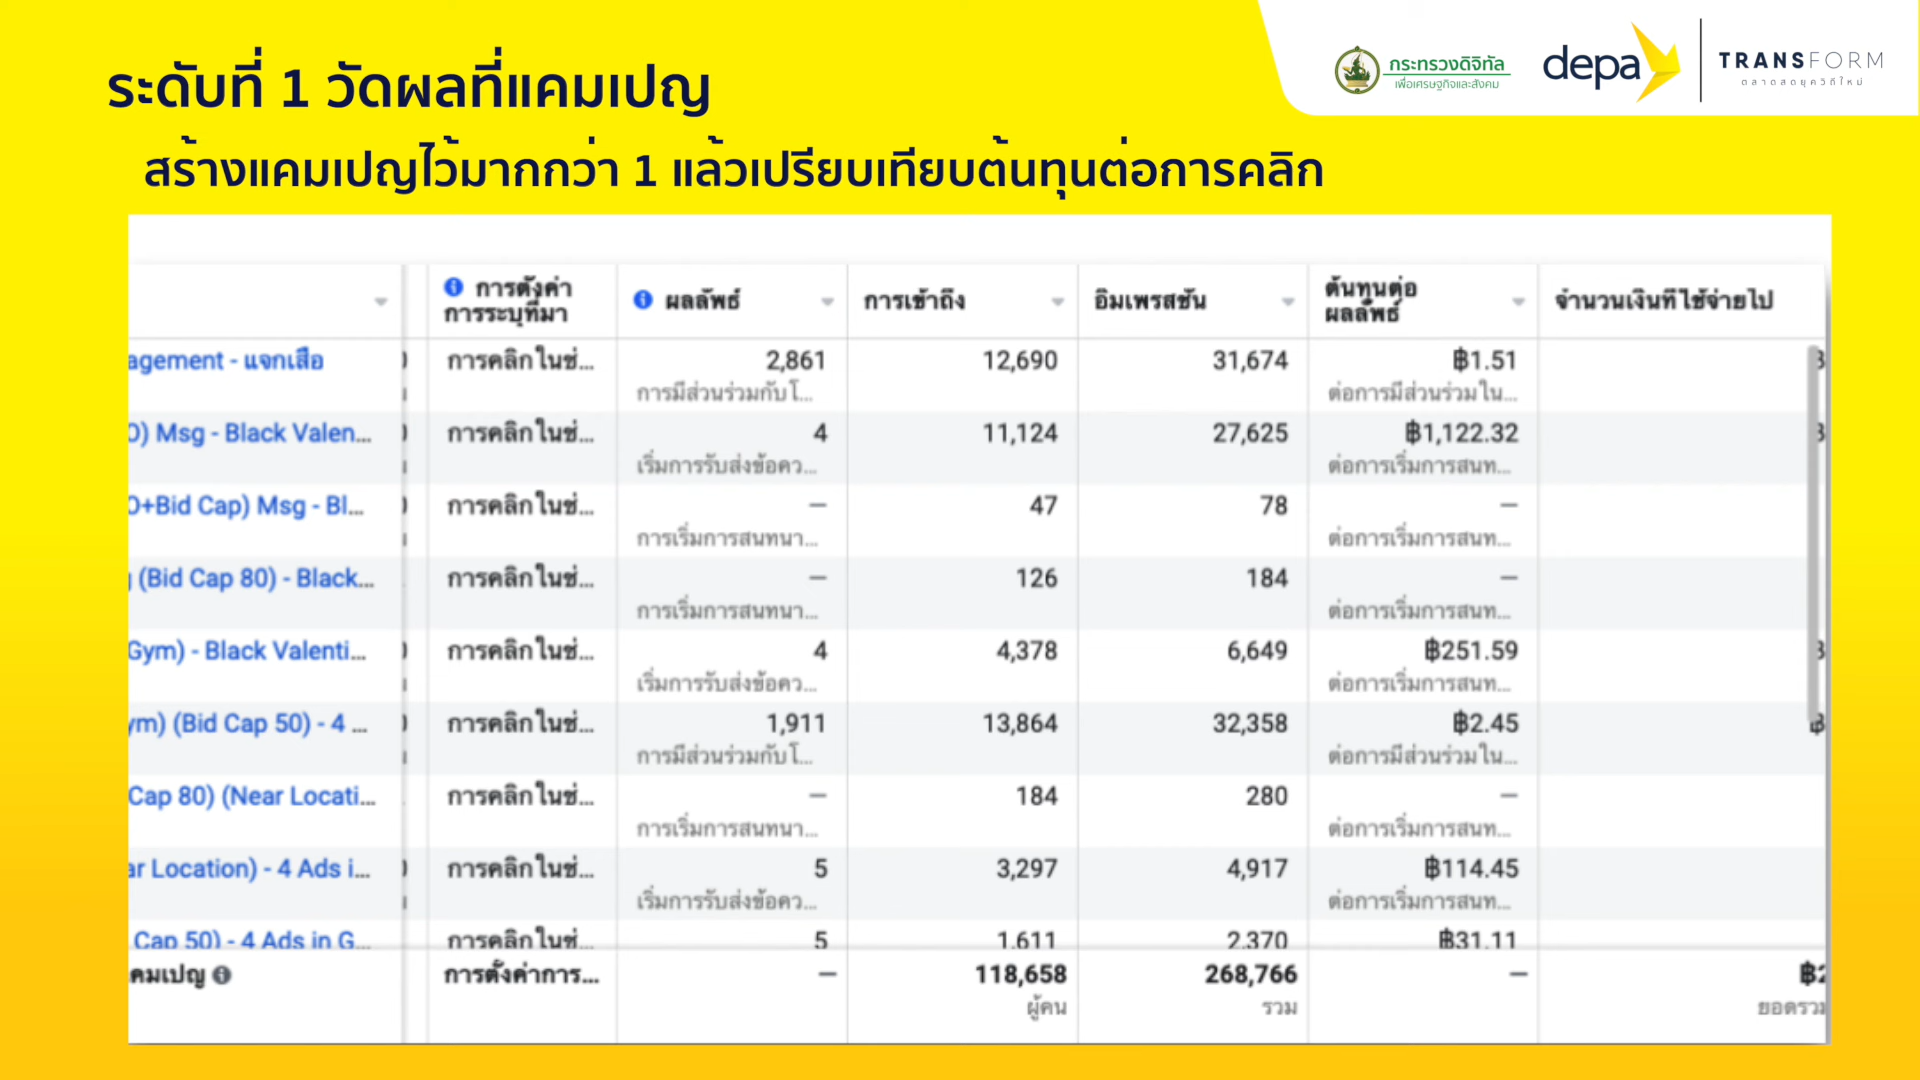 ระดับที่ 1 วัดผลที่แคมเปญ
กระทรวงดิจิทัล
เพื่อเศรษฐกิจและสังคม
depa
TRANSFORM
ตลาดสดยุควิถีใหม่
สร้างแคมเปญไว้มากกว่า 1 แล้วเปรียบเทียบต้นทุนต่อการคลิก
การตั้งค่า การระบุที่มา ผลลัพธ์ การเข้าถึง อิมเพรสชัน ต้นทุนต่อ ผลลัพธ์ จำนวนเงินที่ใช้จ่ายไป
agement - แจกเสื้อ การคลิกในช่... 2,861 12,690 31,674 ฿1.51
การมีส่วนร่วมกับโ... ต่อการมีส่วนร่วมใน...
O) Msg - Black Valen... การคลิกในช่... 4 11,124 27,625 ฿1,122.32
เริ่มการรับส่งข้อคว... ต่อการเริ่มการสนท...
O+Bid Cap) Msg - Bl... การคลิกในช่... — 47 78 —
การเริ่มการสนทนา... ต่อการเริ่มการสนท...
(Bid Cap 80) - Black... การคลิกในช่... — 126 184 —
การเริ่มการสนทนา... ต่อการเริ่มการสนท...
Gym) - Black Valenti... การคลิกในช่... 4 4,378 6,649 ฿251.59
เริ่มการรับส่งข้อคว... ต่อการเริ่มการสนท...
ym) (Bid Cap 50) - 4 ... การคลิกในช่... 1,911 13,864 32,358 ฿2.45
การมีส่วนร่วมกับโ... ต่อการมีส่วนร่วมใน...
Cap 80) (Near Locati... การคลิกในช่... — 184 280 —
การเริ่มการสนทนา... ต่อการเริ่มการสนท...
ar Location) - 4 Ads i... การคลิกในช่... 5 3,297 4,917 ฿114.45
เริ่มการรับส่งข้อคว... ต่อการเริ่มการสนท...
Cap 50) - 4 Ads in G... การคลิกในช่... 5 1,611 2,370 ฿31.11
คมเปญ การตั้งค่าการ... — 118,658 268,766 — ฿2
ผู้คน รวม ยอดรวม